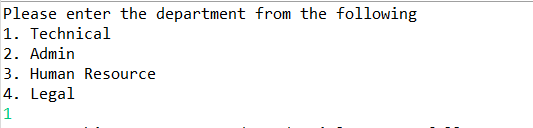 Please enter the department from the following
1. Technical
2. Admin
3. Human Resource
4. Legal
1